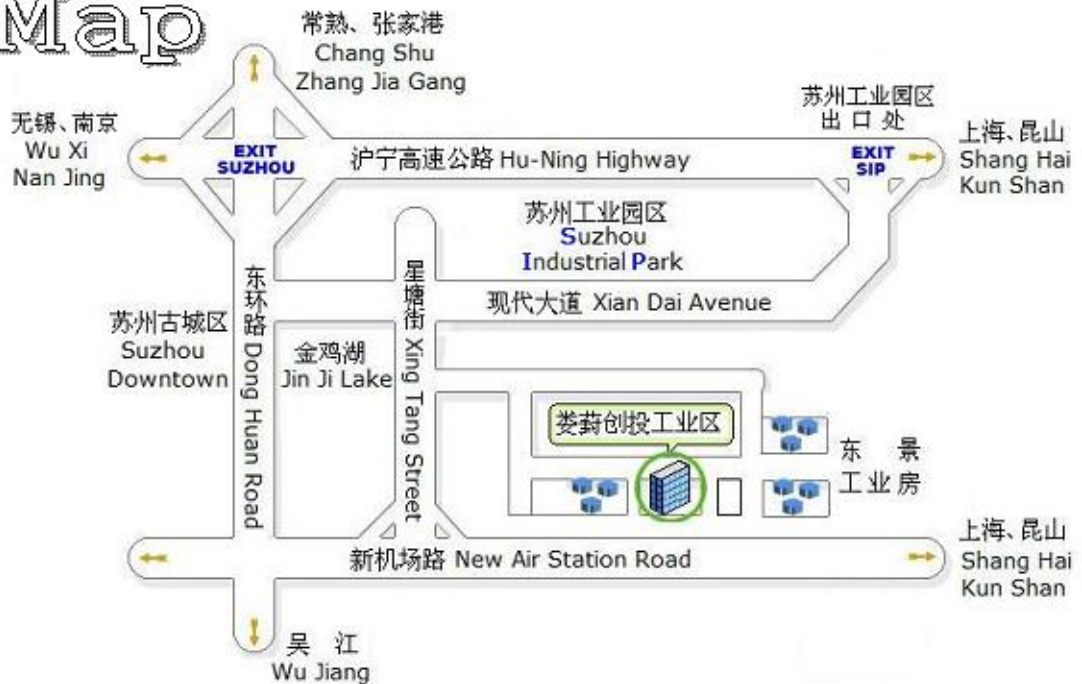 Map
常熟、张家港
Chang Shu
Zhang Jia Gang
无锡、南京
Wu Xi
Nan Jing
EXIT
SUZHOU
沪宁高速公路 Hu-Ning Highway
苏州工业园区
出口处
EXIT
SIP
上海、昆山
Shang Hai
Kun Shan
苏州工业园区
Suzhou
Industrial Park
现代大道 Xian Dai Avenue
东环路 Dong Huan Road
星塘街 Xing Tang Street
苏州古城区
Suzhou
Downtown
金鸡湖
Jin Ji Lake
娄葑创投工业区
东 景
工业房
新机场路 New Air Station Road
上海、昆山
Shang Hai
Kun Shan
吴 江
Wu Jiang